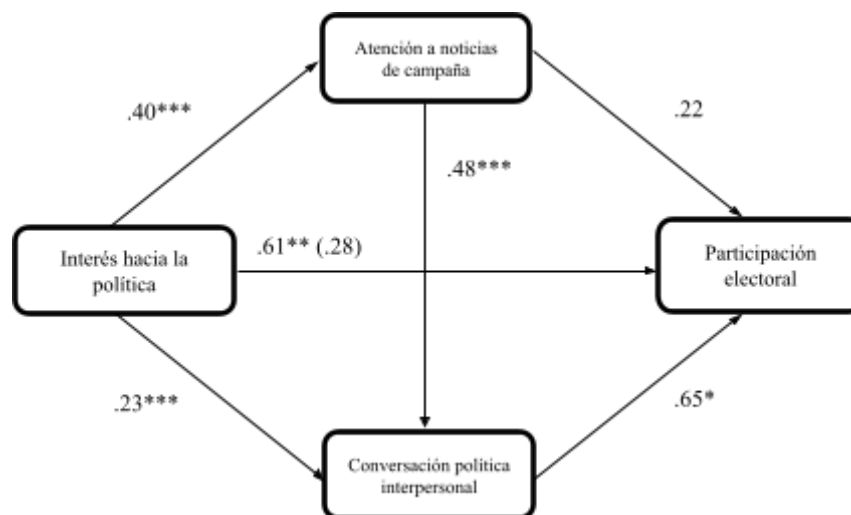 Atención a noticias
de campaña
.40***
.22
.48***
Interés hacia la
política
.61** (.28)
Participación
electoral
.23***
.65*
Conversación política
interpersonal